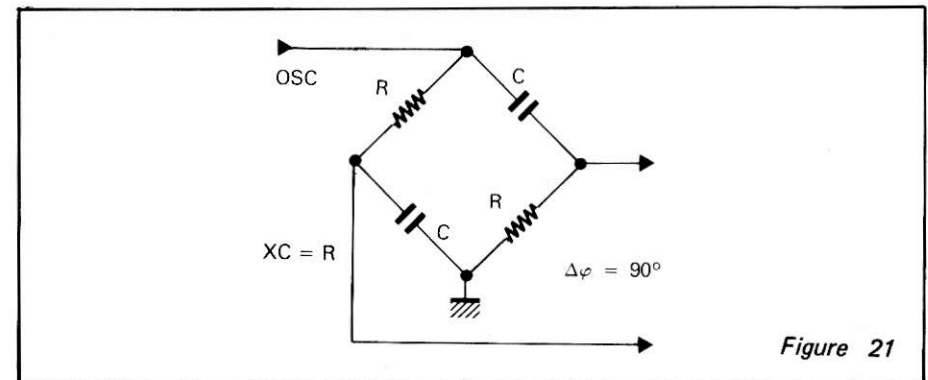 OSC
R
C
R
C
XC = R
Δφ = 90°
Figure 21